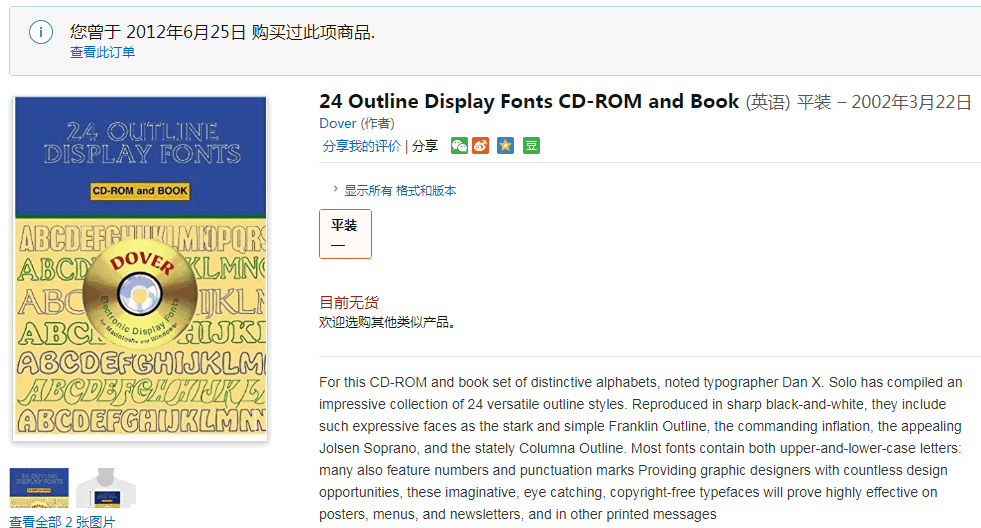 您曾于 2012年6月25日 购买过此项商品.
查看此订单
24 OUTLINE
DISPLAY FONTS
CD-ROM and BOOK
ABCDEFGHIJKLMNOPQRS
DOVER
Electronic Display Fonts
for Macintosh and Windows
24 Outline Display Fonts CD-ROM and Book (英语) 平装 – 2002年3月22日
Dover (作者)
分享我的评价 | 分享
豆
显示所有 格式和版本
平装
—
目前无货
欢迎选购其他类似产品。
For this CD-ROM and book set of distinctive alphabets, noted typographer Dan X. Solo has compiled an
impressive collection of 24 versatile outline styles. Reproduced in sharp black-and-white, they include
such expressive faces as the stark and simple Franklin Outline, the commanding inflation, the appealing
Jolsen Soprano, and the stately Columna Outline. Most fonts contain both upper-and-lower-case letters:
many also feature numbers and punctuation marks Providing graphic designers with countless design
opportunities, these imaginative, eye catching, copyright-free typefaces will prove highly effective on
posters, menus, and newsletters, and in other printed messages
查看全部 2 张图片